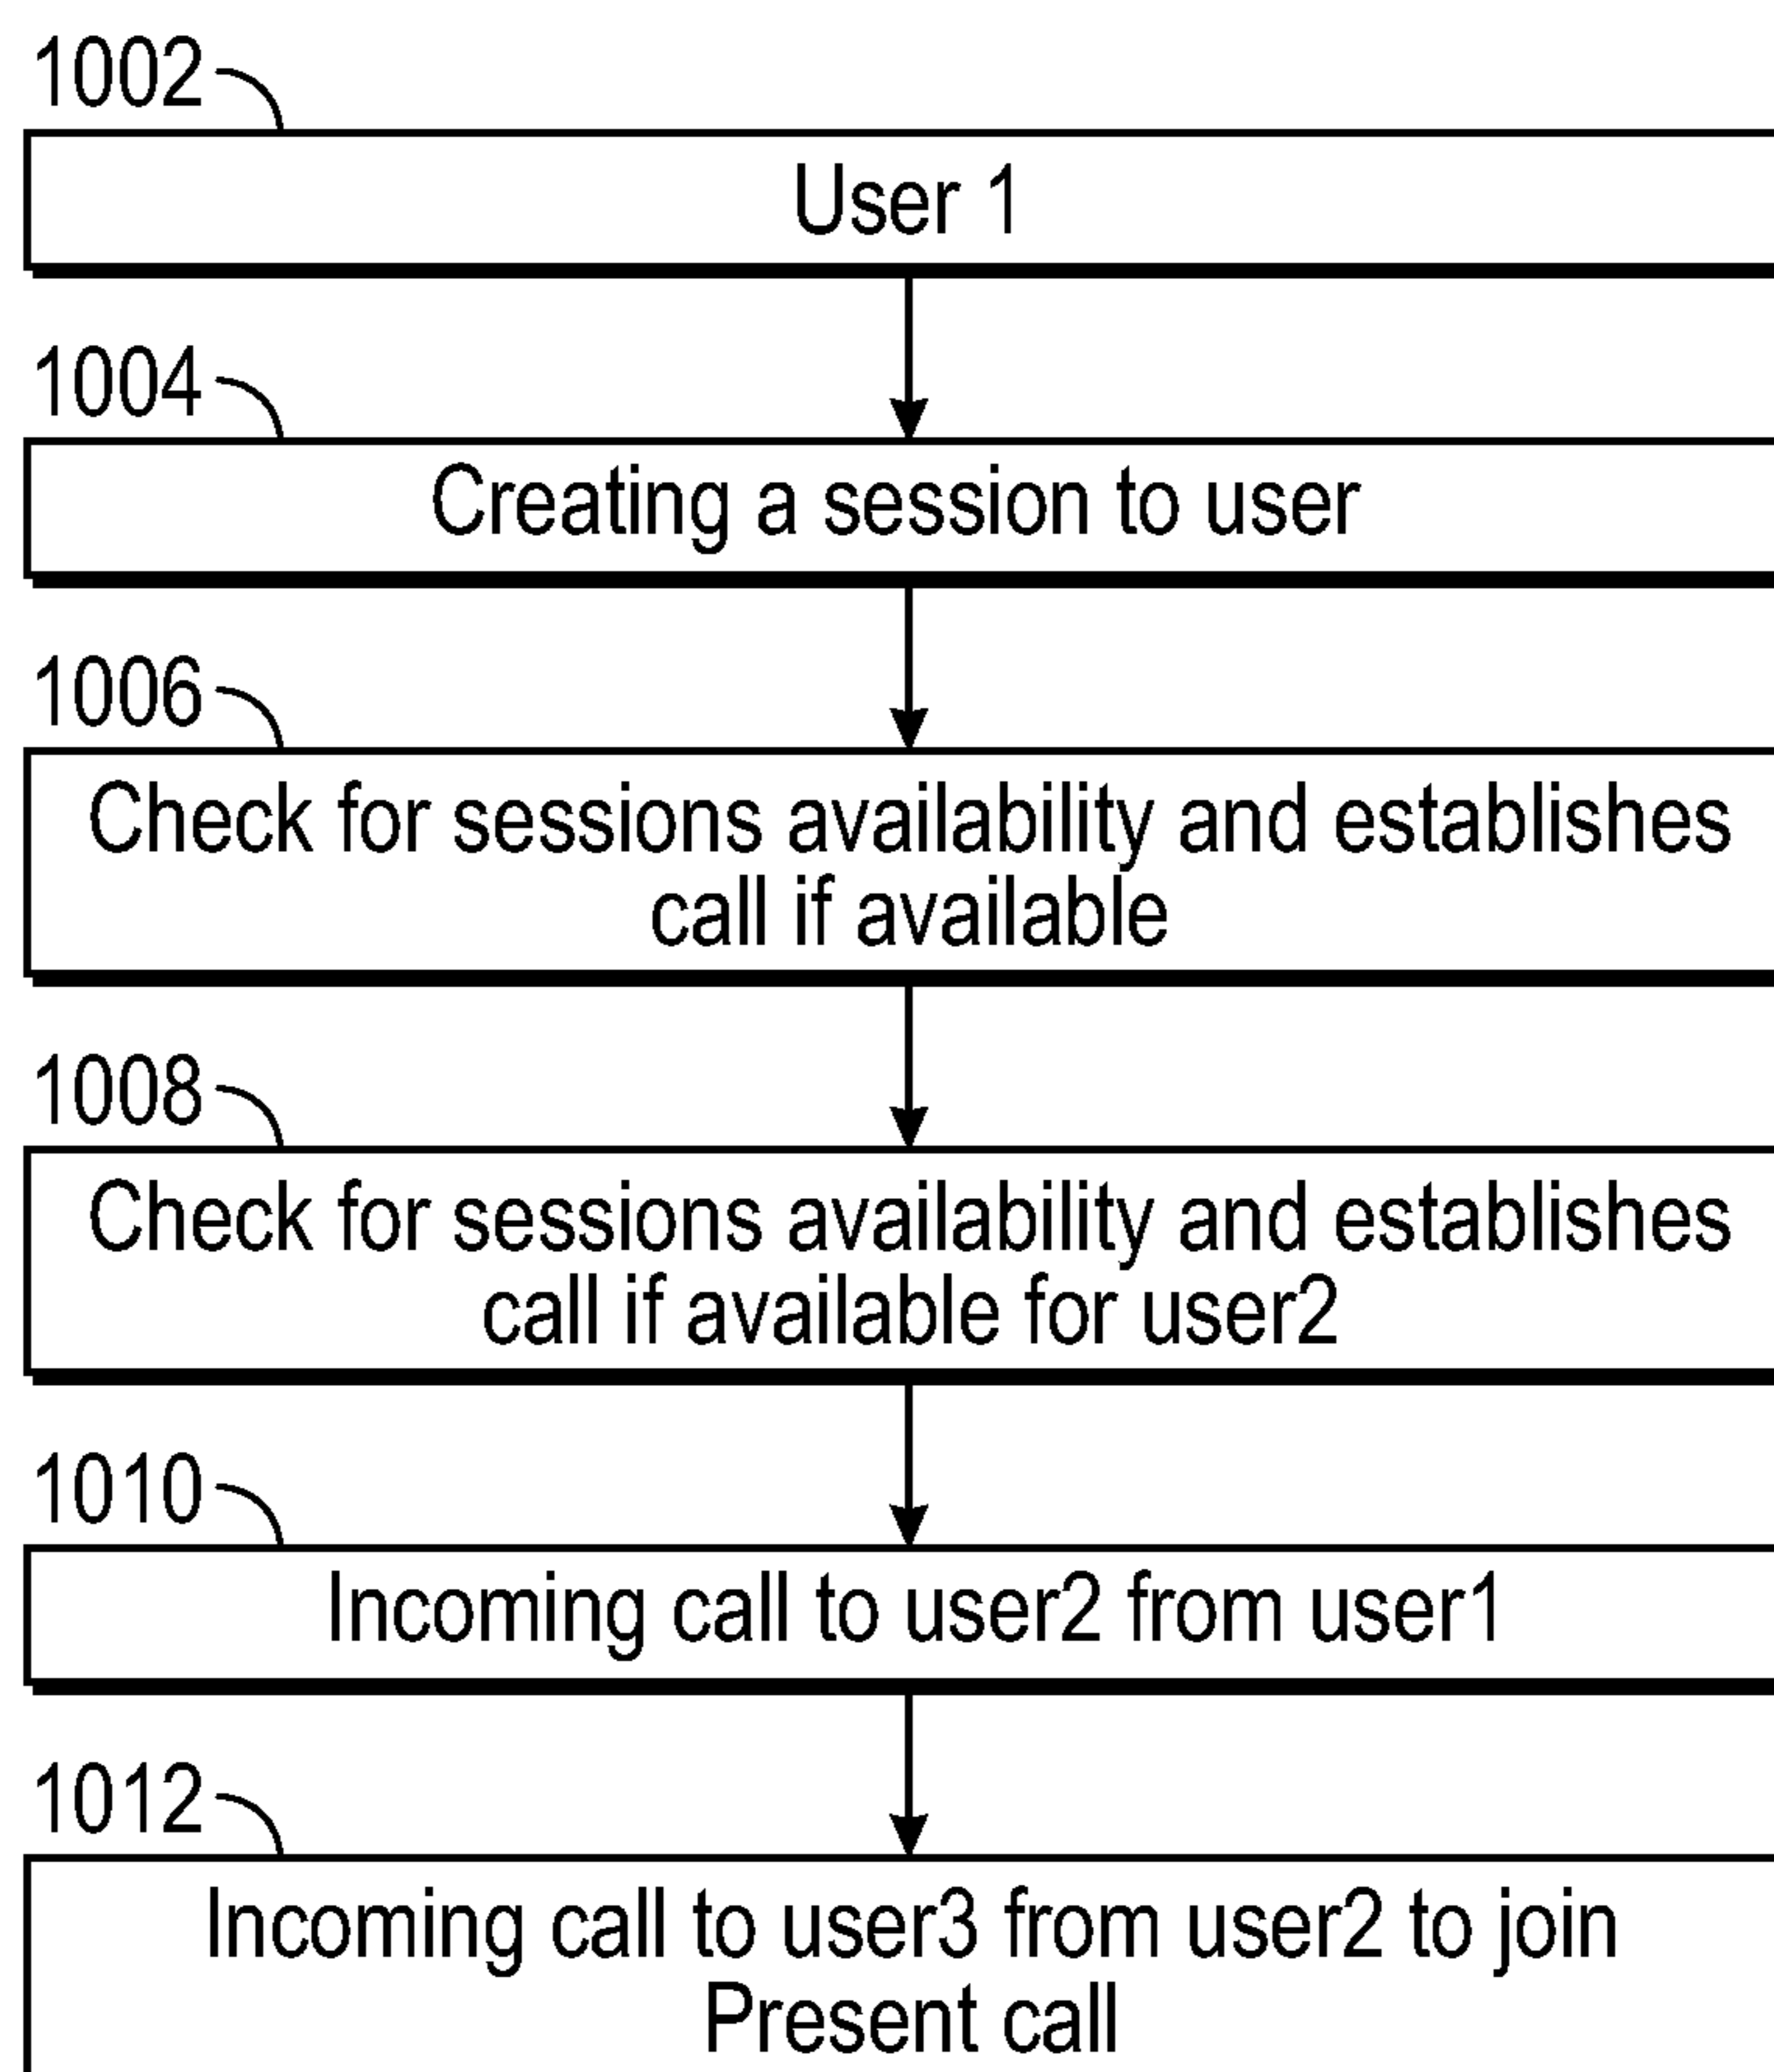 1002
User 1
1004
Creating a session to user
1006
Check for sessions availability and establishes
call if available
1008
Check for sessions availability and establishes
call if available for user2
1010
Incoming call to user2 from user1
1012
Incoming call to user3 from user2 to join
Present call